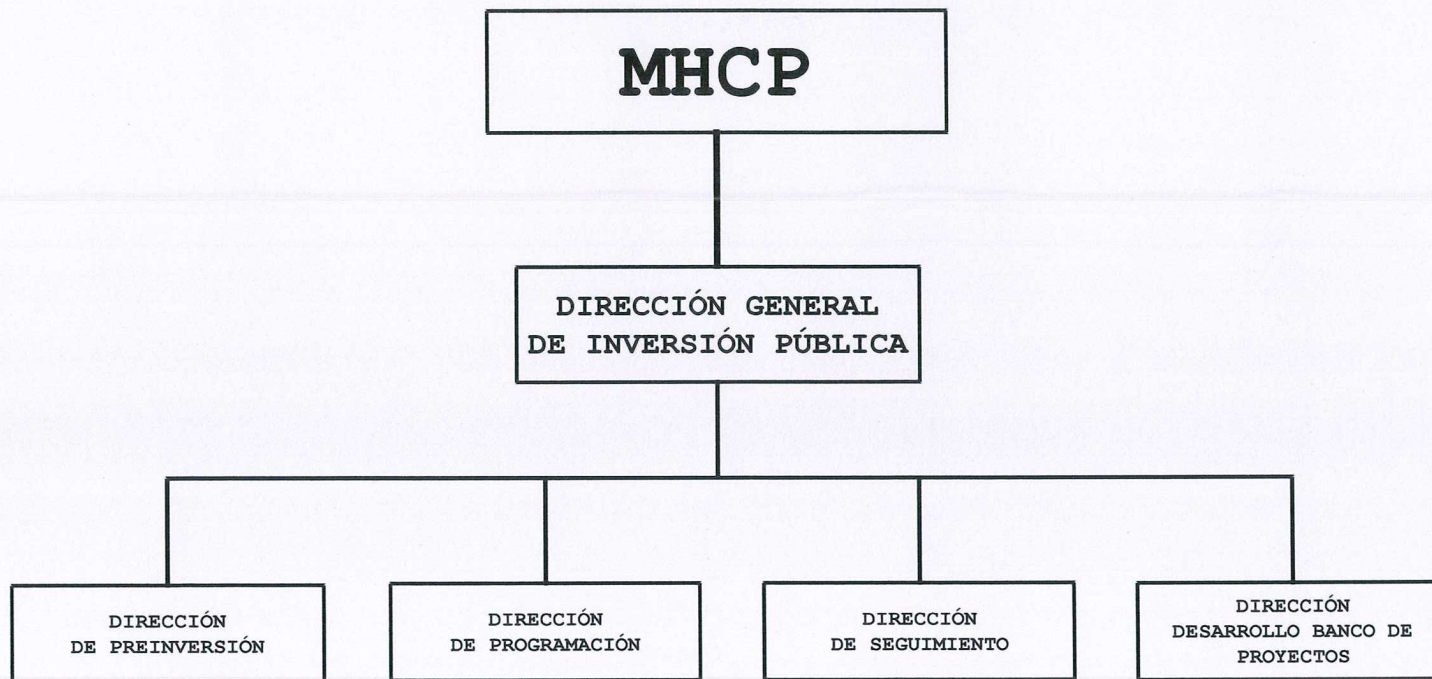 MHCP
DIRECCIÓN GENERAL
DE INVERSIÓN PÚBLICA
DIRECCIÓN
DE PREINVERSIÓN
DIRECCIÓN
DE PROGRAMACIÓN
DIRECCIÓN
DE SEGUIMIENTO
DIRECCIÓN
DESARROLLO BANCO DE
PROYECTOS